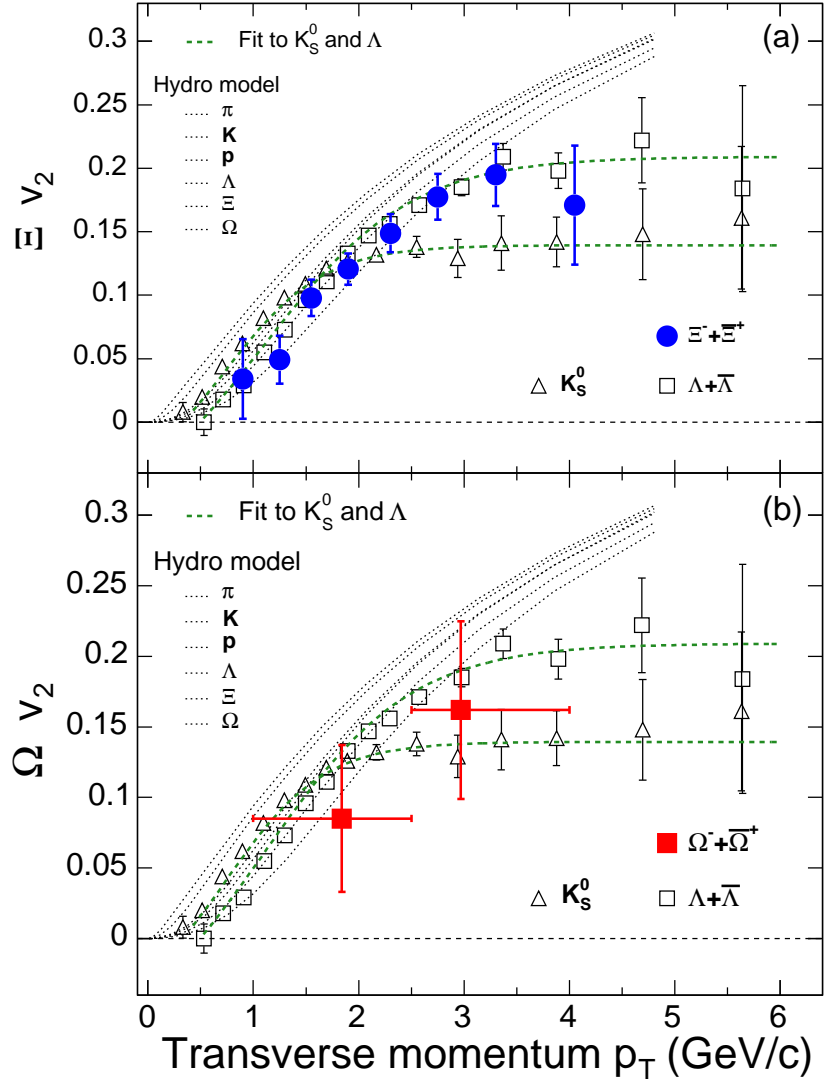 (a)
Fit to K⁰_S and Λ
Hydro model
π
K
p
Λ
Ξ
Ω
Ξ v₂
0.3
0.25
0.2
0.15
0.1
0.05
0
Ξ⁻+Ξ̅⁺
K⁰_S
Λ+Λ̅
(b)
Fit to K⁰_S and Λ
Hydro model
π
K
p
Λ
Ξ
Ω
Ω v₂
0.3
0.25
0.2
0.15
0.1
0.05
0
Ω⁻+Ω̅⁺
K⁰_S
Λ+Λ̅
0 1 2 3 4 5 6
Transverse momentum p_T (GeV/c)